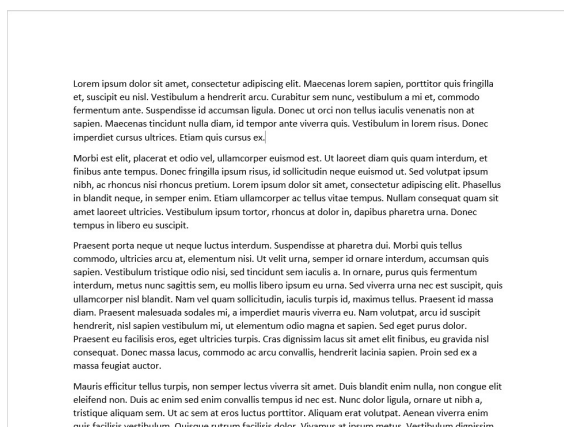 Lorem ipsum dolor sit amet, consectetur adipiscing elit. Maecenas lorem sapien, porttitor quis fringilla
et, suscipit eu nisl. Vestibulum a hendrerit arcu. Curabitur sem nunc, vestibulum a mi et, commodo
fermentum ante. Suspendisse id accumsan ligula. Donec ut orci non tellus iaculis venenatis non at
sapien. Maecenas tincidunt nulla diam, id tempor ante viverra quis. Vestibulum in lorem risus. Donec
imperdiet cursus ultrices. Etiam quis cursus ex.
Morbi est elit, placerat et odio vel, ullamcorper euismod est. Ut laoreet diam quis quam interdum, et
finibus ante tempus. Donec fringilla ipsum risus, id sollicitudin neque euismod ut. Sed volutpat ipsum
nibh, ac rhoncus nisi rhoncus pretium. Lorem ipsum dolor sit amet, consectetur adipiscing elit. Phasellus
in blandit neque, in semper enim. Etiam ullamcorper ac tellus vitae tempus. Nullam consequat quam sit
amet laoreet ultricies. Vestibulum ipsum tortor, rhoncus at dolor in, dapibus pharetra urna. Donec
tempus in libero eu suscipit.
Praesent porta neque ut neque luctus interdum. Suspendisse at pharetra dui. Morbi quis tellus
commodo, ultricies arcu at, elementum nisi. Ut velit urna, semper id ornare interdum, accumsan quis
sapien. Vestibulum tristique odio nisi, sed tincidunt sem iaculis a. In ornare, purus quis fermentum
interdum, metus nunc sagittis sem, eu mollis libero ipsum eu urna. Sed viverra urna nec est suscipit, quis
ullamcorper nisl blandit. Nam vel quam sollicitudin, iaculis turpis id, maximus tellus. Praesent id massa
diam. Praesent malesuada sodales mi, a imperdiet mauris viverra eu. Nam volutpat, arcu id suscipit
hendrerit, nisl sapien vestibulum mi, ut elementum odio magna et sapien. Sed eget purus dolor.
Praesent eu facilisis eros, eget ultricies turpis. Cras dignissim lacus sit amet elit finibus, eu gravida nisl
consequat. Donec massa lacus, commodo ac arcu convallis, hendrerit lacinia sapien. Proin sed ex a
massa feugiat auctor.
Mauris efficitur tellus turpis, non semper lectus viverra sit amet. Duis blandit enim nulla, non congue elit
eleifend non. Duis ac enim sed enim convallis tempus id nec est. Nunc dolor ligula, ornare ut nibh a,
tristique aliquam sem. Ut ac sem at eros luctus porttitor. Aliquam erat volutpat. Aenean viverra enim
quis facilisis vestibulum. Quisque rutrum facilisis dolor. Vivamus at ipsum metus. Vestibulum dignissim